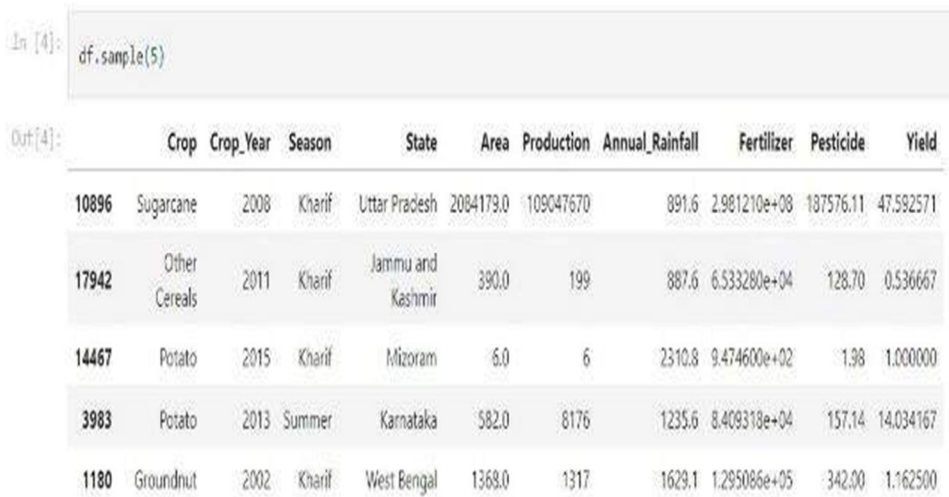 In [4]:
df.sample(5)
Out[4]:
Crop Crop_Year Season State Area Production Annual_Rainfall Fertilizer Pesticide Yield
10896 Sugarcane 2008 Kharif Uttar Pradesh 2084179.0 109047670 891.6 2.981210e+08 187576.11 47.592571
17942 Other Cereals 2011 Kharif Jammu and Kashmir 390.0 199 887.6 6.533280e+04 128.70 0.536667
14467 Potato 2015 Kharif Mizoram 6.0 6 2310.8 9.474600e+02 1.98 1.000000
3983 Potato 2013 Summer Karnataka 582.0 8176 1235.6 8.409318e+04 157.14 14.034167
1180 Groundnut 2002 Kharif West Bengal 1368.0 1317 1629.1 1.295086e+05 342.00 1.162500